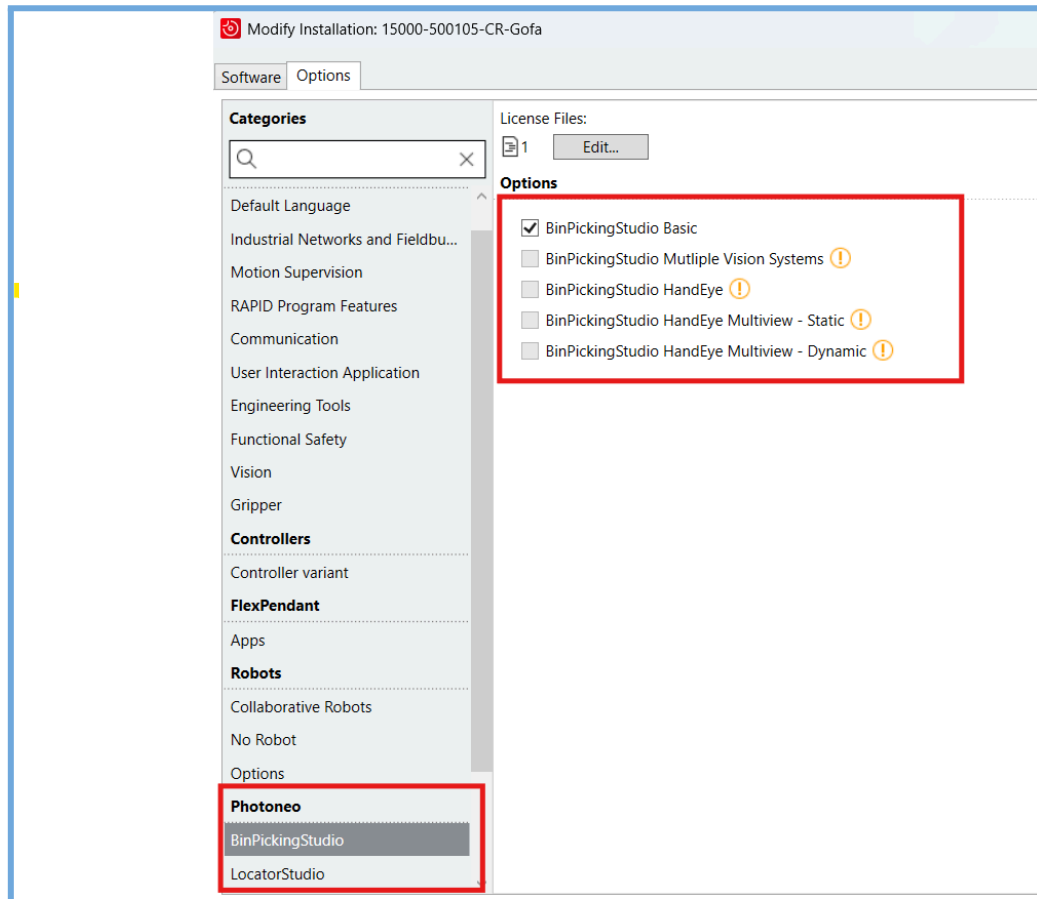 Modify Installation: 15000-500105-CR-Gofa
Software
Options
Categories
Default Language
Industrial Networks and Fieldbu...
Motion Supervision
RAPID Program Features
Communication
User Interaction Application
Engineering Tools
Functional Safety
Vision
Gripper
Controllers
Controller variant
FlexPendant
Apps
Robots
Collaborative Robots
No Robot
Options
Photoneo
BinPickingStudio
LocatorStudio
License Files:
1
Edit...
Options
BinPickingStudio Basic
BinPickingStudio Mutliple Vision Systems
BinPickingStudio HandEye
BinPickingStudio HandEye Multiview - Static
BinPickingStudio HandEye Multiview - Dynamic